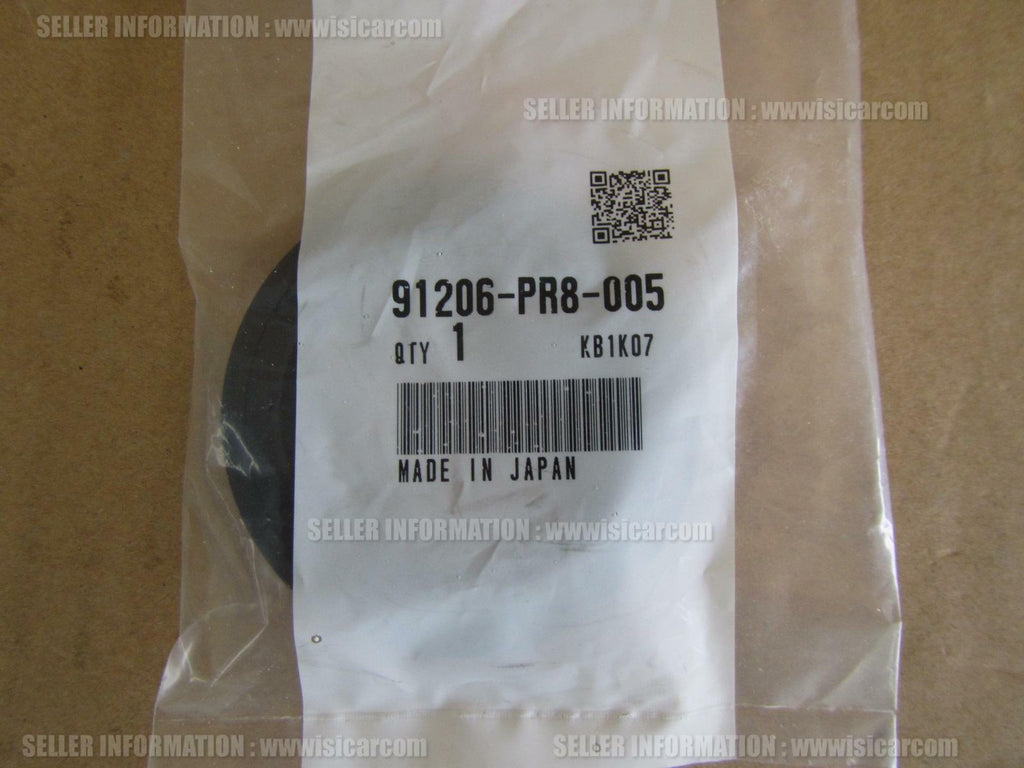 SELLER INFORMATION : wwwisicarcom
SELLER INFORMATION : wwwisicarcom
91206-PR8-005
QTY 1 KB1K07
MADE IN JAPAN
SELLER INFORMATION : wwwisicarcom
SELLER INFORMATION : wwwisicarcom
SELLER INFORMATION : wwwisicarcom